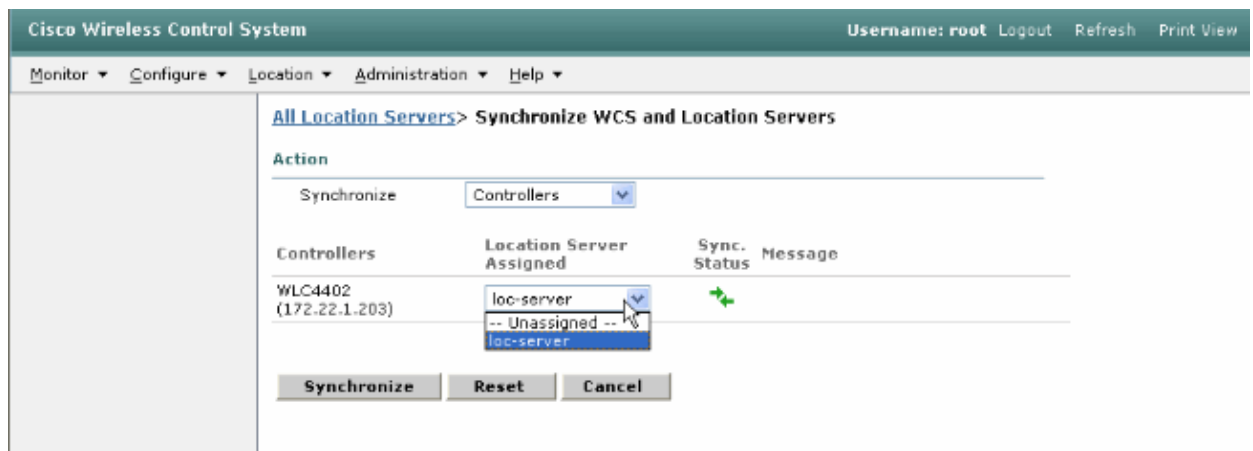 Cisco Wireless Control System
Username: root Logout Refresh Print View
Monitor Configure Location Administration Help
All Location Servers> Synchronize WCS and Location Servers
Action
Synchronize Controllers
Controllers
Location Server
Assigned
Sync.
Status
Message
WLC4402
(172.22.1.203)
loc-server
-- Unassigned --
loc-server
Synchronize Reset Cancel